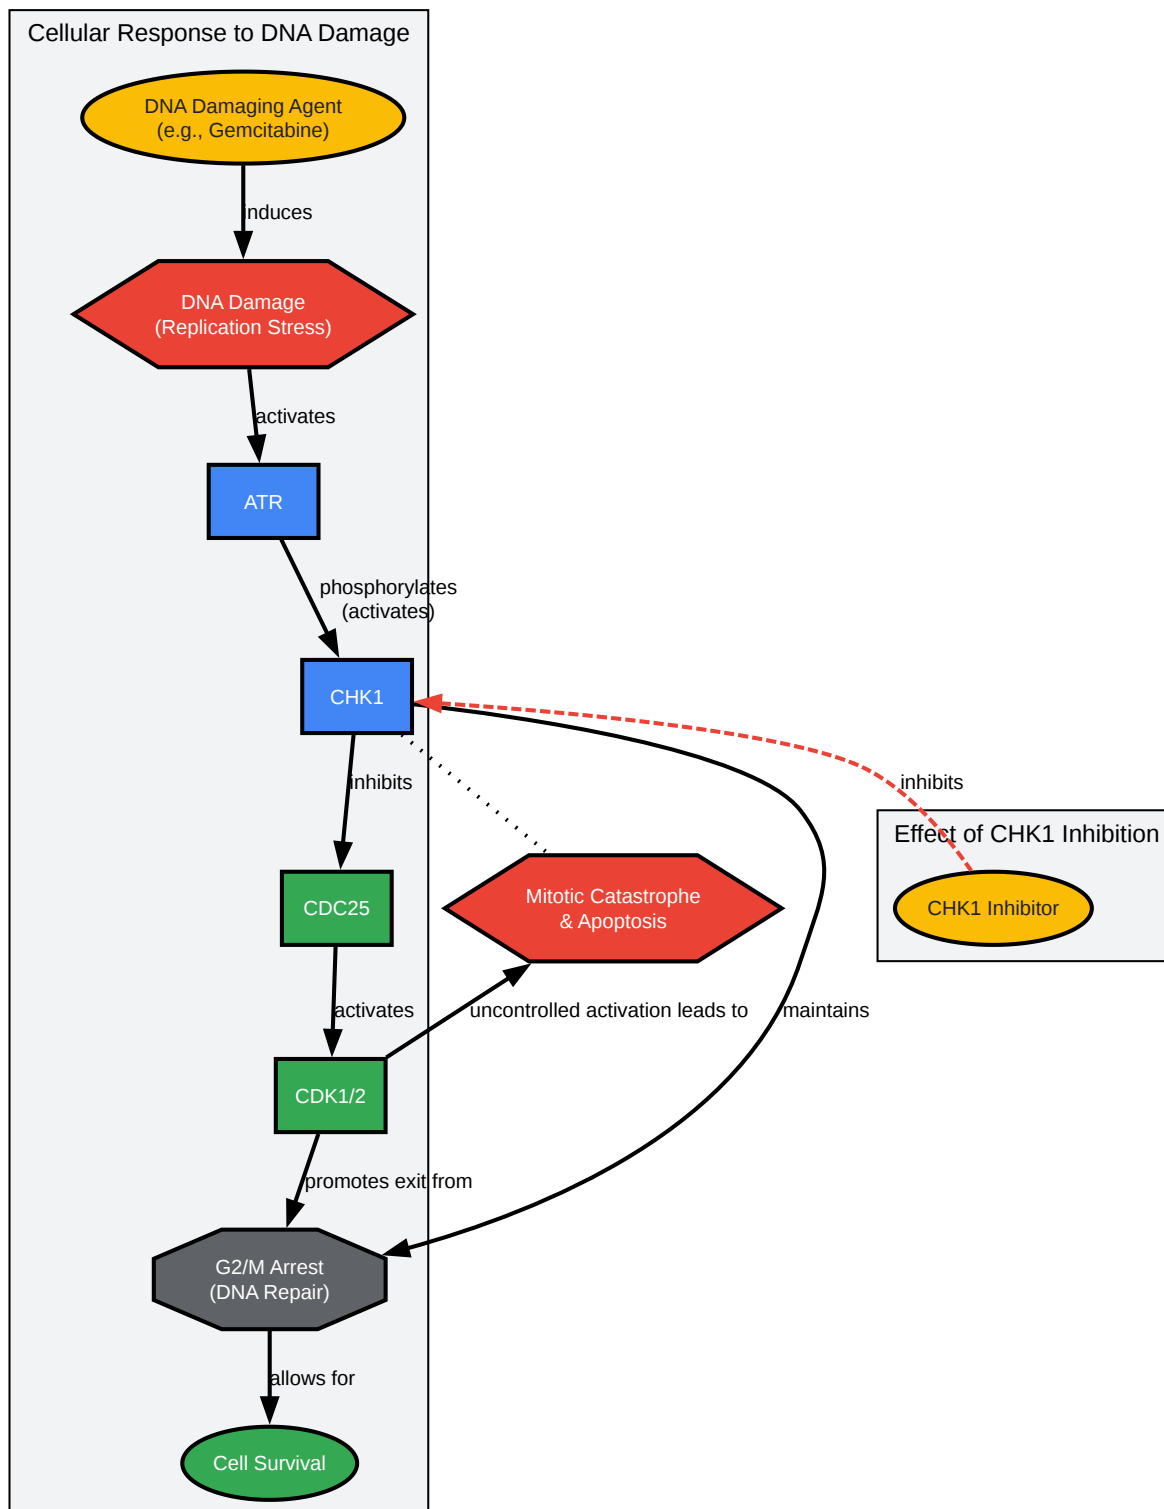 Cellular Response to DNA Damage
DNA Damaging Agent
(e.g., Gemcitabine)
induces
DNA Damage
(Replication Stress)
activates
ATR
phosphorylates
(activates)
CHK1
inhibits
inhibits
Effect of CHK1 Inhibition
CDC25
Mitotic Catastrophe
& Apoptosis
CHK1 Inhibitor
activates
uncontrolled activation leads to
maintains
CDK1/2
promotes exit from
G2/M Arrest
(DNA Repair)
allows for
Cell Survival